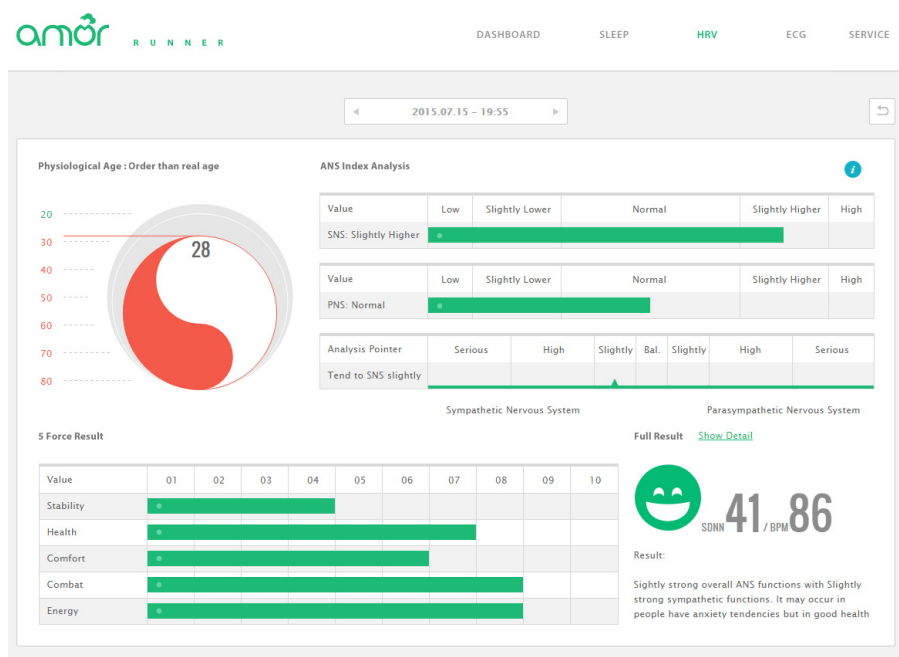 amor RUNNER
DASHBOARD SLEEP HRV ECG SERVICE
2015.07.15 – 19:55
Physiological Age : Order than real age
20
30
40
50
60
70
80
28
ANS Index Analysis
i
Value Low Slightly Lower Normal Slightly Higher High
SNS: Slightly Higher
Value Low Slightly Lower Normal Slightly Higher High
PNS: Normal
Analysis Pointer Serious High Slightly Bal. Slightly High Serious
Tend to SNS slightly
Sympathetic Nervous System Parasympathetic Nervous System
5 Force Result
Value 01 02 03 04 05 06 07 08 09 10
Stability
Health
Comfort
Combat
Energy
Full Result Show Detail
SDNN 41 / BPM 86
Result:
Sightly strong overall ANS functions with Slightly
strong sympathetic functions. It may occur in
people have anxiety tendencies but in good health